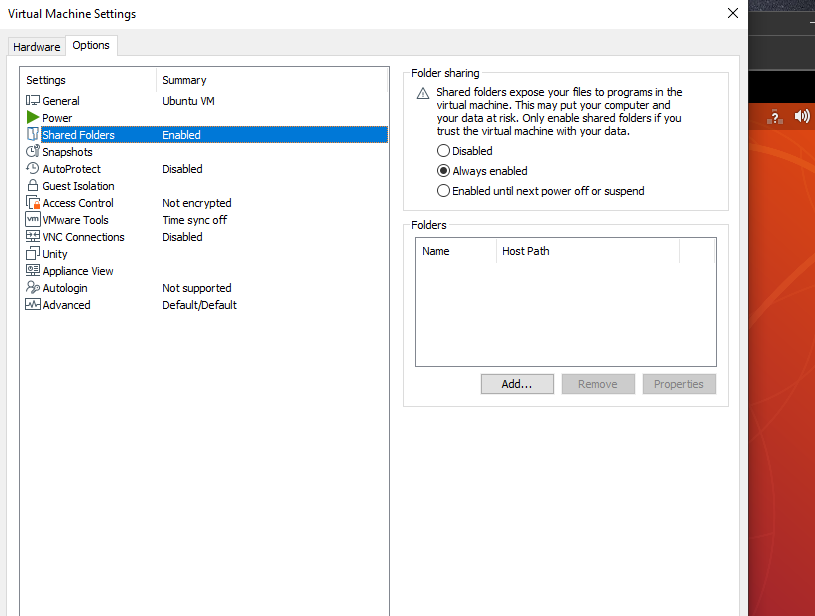 Virtual Machine Settings
Hardware Options
Settings Summary
General Ubuntu VM
Power
Shared Folders Enabled
Snapshots
AutoProtect Disabled
Guest Isolation
Access Control Not encrypted
vm VMware Tools Time sync off
VNC Connections Disabled
Unity
Appliance View
Autologin Not supported
Advanced Default/Default
Folder sharing
Shared folders expose your files to programs in the
virtual machine. This may put your computer and
your data at risk. Only enable shared folders if you
trust the virtual machine with your data.
Disabled
Always enabled
Enabled until next power off or suspend
Folders
Name Host Path
Add... Remove Properties
?